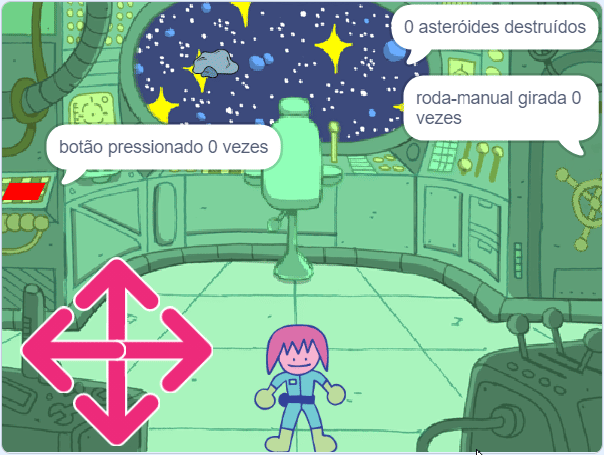 0 asteróides destruídos
roda-manual girada 0
vezes
botão pressionado 0 vezes